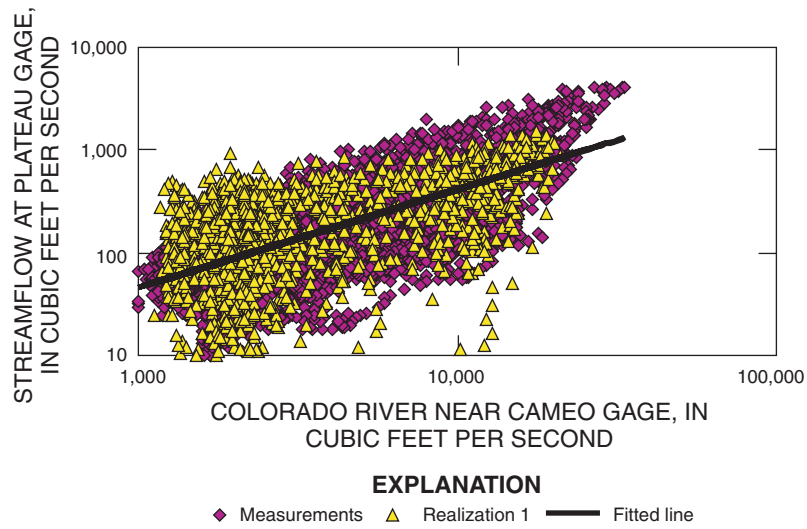 STREAMFLOW AT PLATEAU GAGE,
IN CUBIC FEET PER SECOND
10,000
1,000
100
10
1,000
10,000
100,000
COLORADO RIVER NEAR CAMEO GAGE, IN
CUBIC FEET PER SECOND
EXPLANATION
Measurements Realization 1 Fitted line